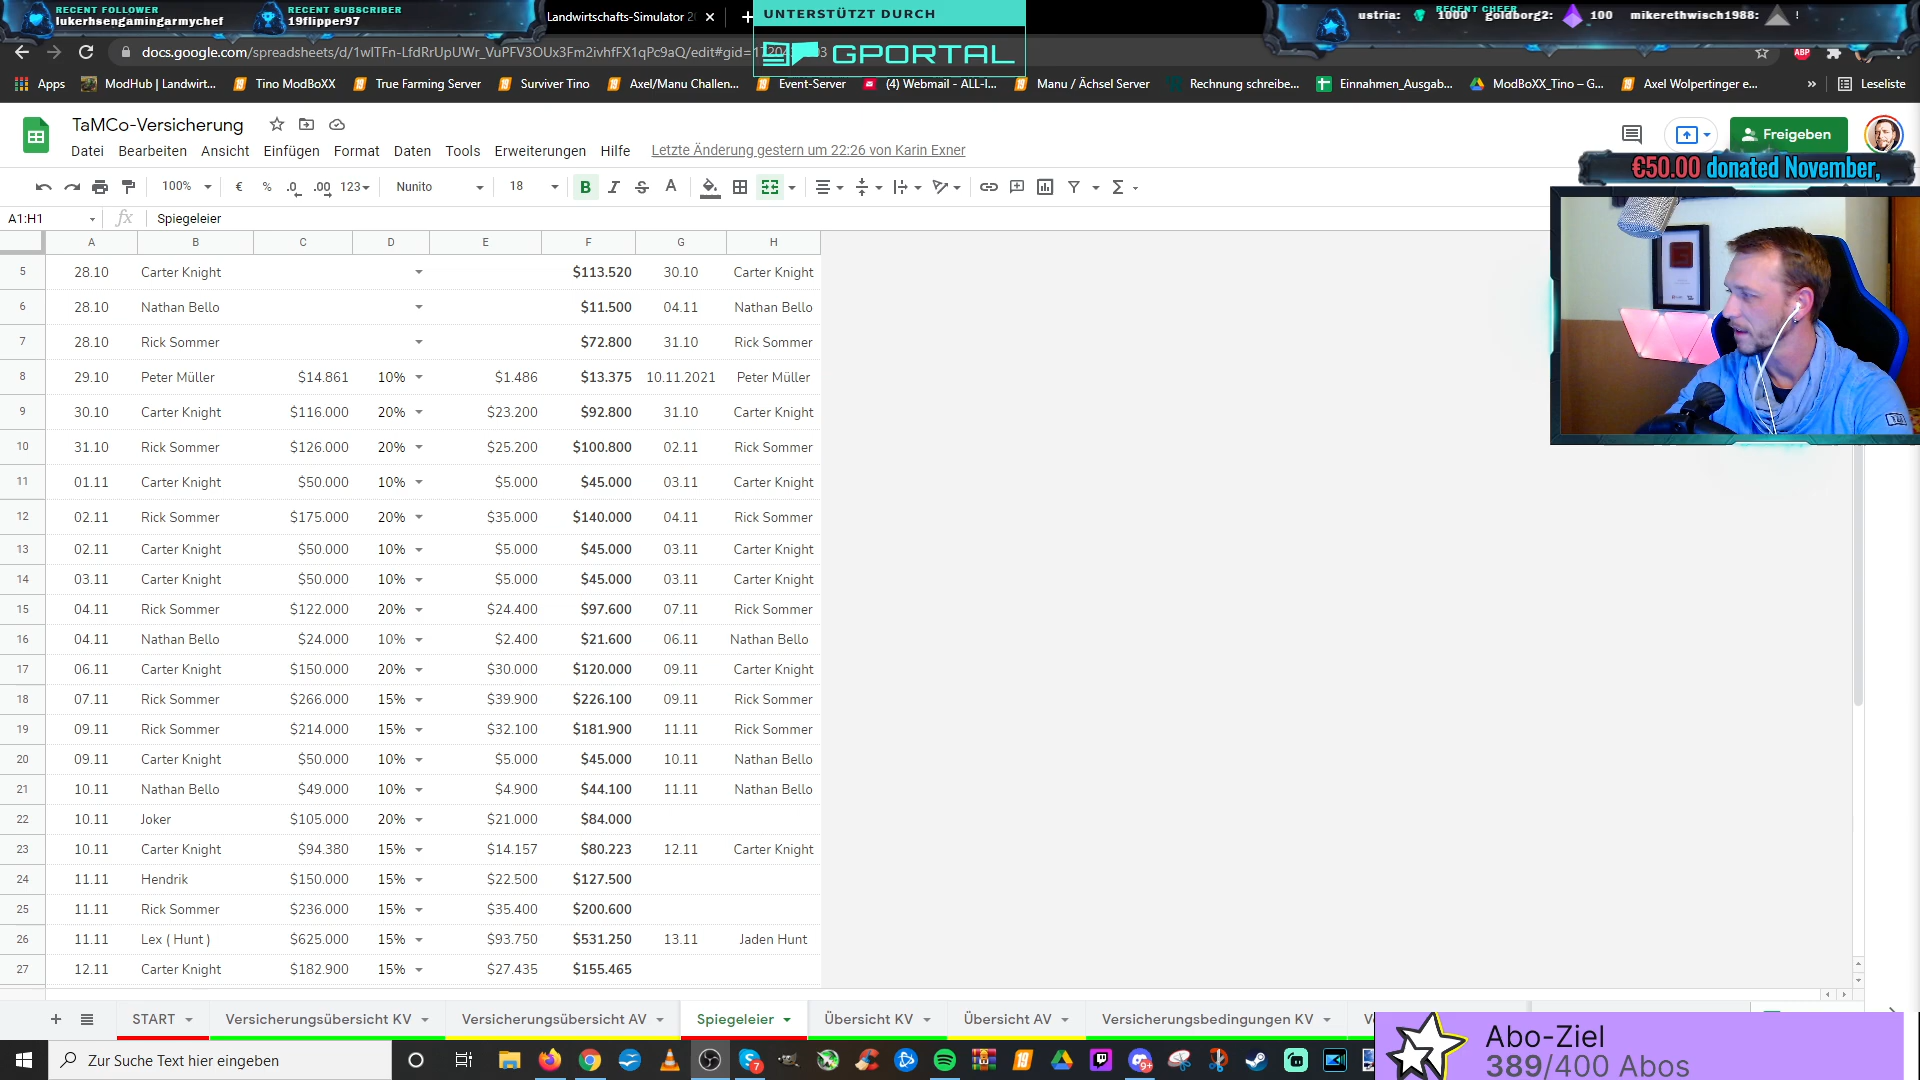 RECENT FOLLOWER
lukerhsengamingarmychef
RECENT SUBSCRIBER
19flipper97
Landwirtschafts-Simulator
UNTERSTÜTZT DURCH
GPORTAL
RECENT CHEER
ustria: 1000 goldborg2: 100 mikerethwisch1988:
docs.google.com/spreadsheets/d/1wlTFn-LfdRrUpUWr_VuPFV3OUx3Fm2ivhfFX1qPc9aQ/edit#gid=
Apps ModHub | Landwirt... Tino ModBoXX True Farming Server Surviver Tino Axel/Manu Challen... Event-Server (4) Webmail - ALL-I... Manu / Ächsel Server Rechnung schreibe... Einnahmen_Ausgab... ModBoXX_Tino – G... Axel Wolpertinger e... » Leseliste
TaMCo-Versicherung
Freigeben
Datei Bearbeiten Ansicht Einfügen Format Daten Tools Erweiterungen Hilfe Letzte Änderung gestern um 22:26 von Karin Exner
€50.00 donated November,
100% € % .0 .00 123 Nunito 18 B I S A
A1:H1 fx Spiegeleier
A B C D E F G H
5 28.10 Carter Knight $113.520 30.10 Carter Knight
6 28.10 Nathan Bello $11.500 04.11 Nathan Bello
7 28.10 Rick Sommer $72.800 31.10 Rick Sommer
8 29.10 Peter Müller $14.861 10% $1.486 $13.375 10.11.2021 Peter Müller
9 30.10 Carter Knight $116.000 20% $23.200 $92.800 31.10 Carter Knight
10 31.10 Rick Sommer $126.000 20% $25.200 $100.800 02.11 Rick Sommer
11 01.11 Carter Knight $50.000 10% $5.000 $45.000 03.11 Carter Knight
12 02.11 Rick Sommer $175.000 20% $35.000 $140.000 04.11 Rick Sommer
13 02.11 Carter Knight $50.000 10% $5.000 $45.000 03.11 Carter Knight
14 03.11 Carter Knight $50.000 10% $5.000 $45.000 03.11 Carter Knight
15 04.11 Rick Sommer $122.000 20% $24.400 $97.600 07.11 Rick Sommer
16 04.11 Nathan Bello $24.000 10% $2.400 $21.600 06.11 Nathan Bello
17 06.11 Carter Knight $150.000 20% $30.000 $120.000 09.11 Carter Knight
18 07.11 Rick Sommer $266.000 15% $39.900 $226.100 09.11 Rick Sommer
19 09.11 Rick Sommer $214.000 15% $32.100 $181.900 11.11 Rick Sommer
20 09.11 Carter Knight $50.000 10% $5.000 $45.000 10.11 Nathan Bello
21 10.11 Nathan Bello $49.000 10% $4.900 $44.100 11.11 Nathan Bello
22 10.11 Joker $105.000 20% $21.000 $84.000
23 10.11 Carter Knight $94.380 15% $14.157 $80.223 12.11 Carter Knight
24 11.11 Hendrik $150.000 15% $22.500 $127.500
25 11.11 Rick Sommer $236.000 15% $35.400 $200.600
26 11.11 Lex ( Hunt ) $625.000 15% $93.750 $531.250 13.11 Jaden Hunt
27 12.11 Carter Knight $182.900 15% $27.435 $155.465
START Versicherungsübersicht KV Versicherungsübersicht AV Spiegeleier Übersicht KV Übersicht AV Versicherungsbedingungen KV
Abo-Ziel
389/400 Abos
Zur Suche Text hier eingeben